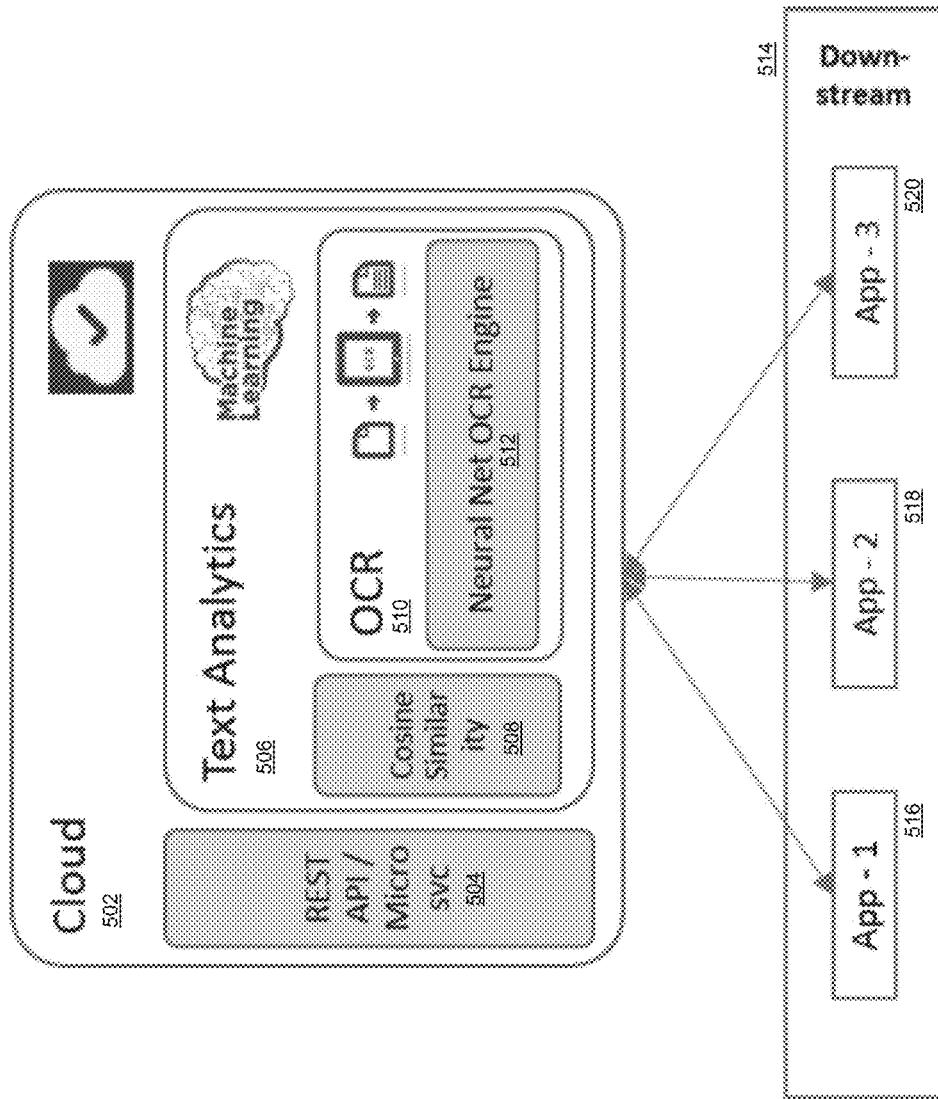 Cloud
502
REST
API /
Micro
svc
504
Text Analytics
506
Machine
Learning
Cosine
Similar
ity
508
OCR
510
Neural Net OCR Engine
512
514
Down-
stream
App - 1
516
App - 2
518
App - 3
520